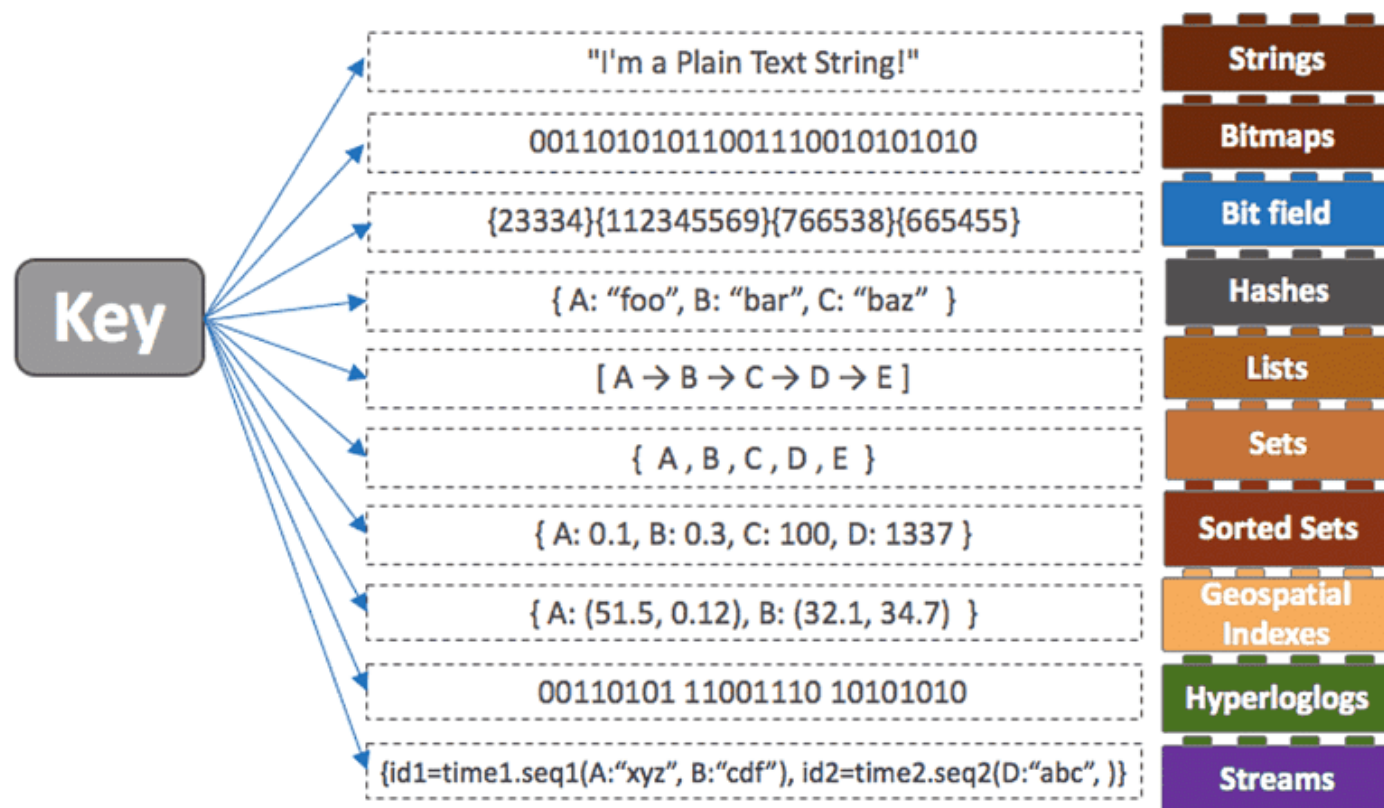 "I'm a Plain Text String!"
Strings
00110101011001110010101010
Bitmaps
{23334}{112345569}{766538}{665455}
Bit field
Key
{ A: “foo”, B: “bar”, C: “baz” }
Hashes
[ A → B → C → D → E ]
Lists
{ A , B , C , D , E }
Sets
{ A: 0.1, B: 0.3, C: 100, D: 1337 }
Sorted Sets
{ A: (51.5, 0.12), B: (32.1, 34.7) }
Geospatial
Indexes
00110101 11001110 10101010
Hyperloglogs
{id1=time1.seq1(A:“xyz”, B:“cdf”), id2=time2.seq2(D:“abc”, )}
Streams